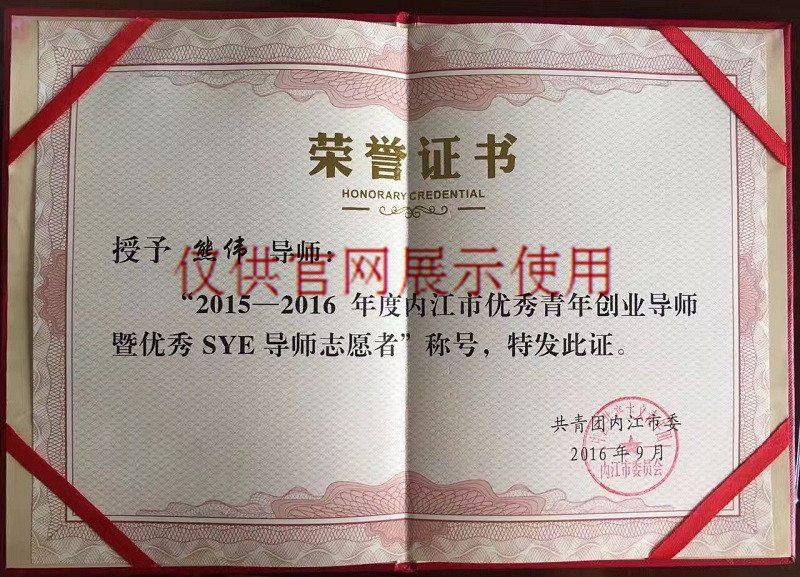 荣誉证书
HONORARY CREDENTIAL
授予 熊伟 导师：
仅供官网展示使用
“2015—2016 年度内江市优秀青年创业导师
暨优秀 SYE 导师志愿者”称号，特发此证。
共青团内江市委
2016 年 9 月
内江市委员会